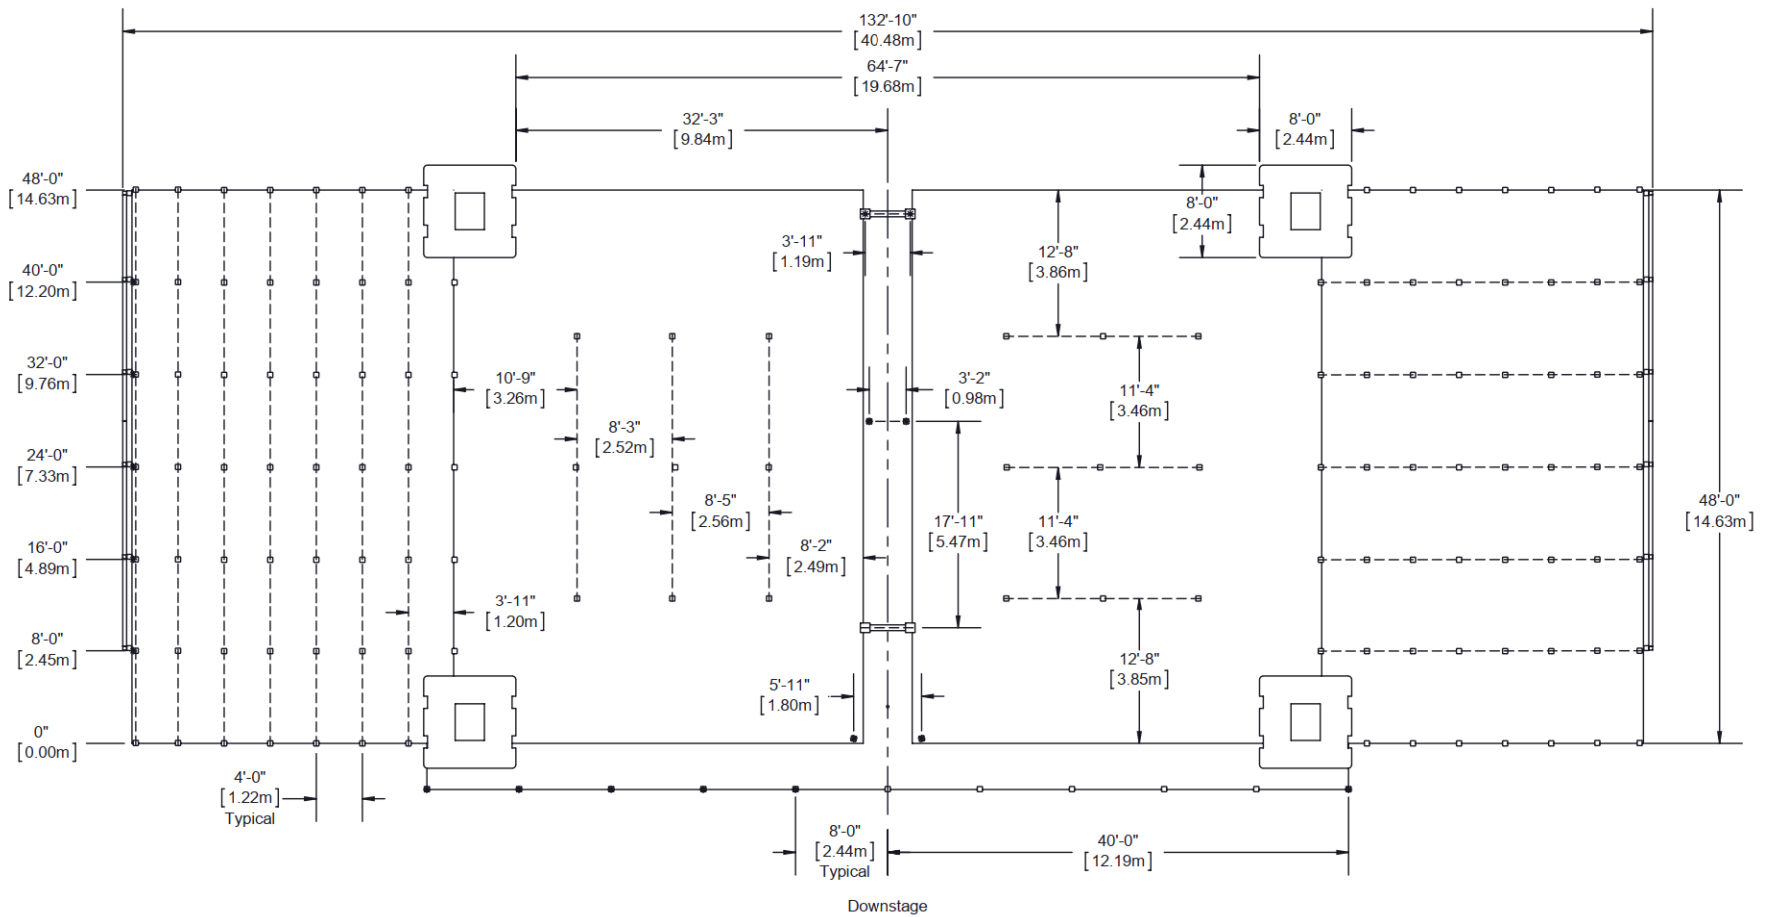 132'-10"
[40.48m]
64'-7"
[19.68m]
32'-3"
[9.84m]
8'-0"
[2.44m]
48'-0"
[14.63m]
8'-0"
[2.44m]
3'-11"
[1.19m]
12'-8"
[3.86m]
40'-0"
[12.20m]
32'-0"
[9.76m]
10'-9"
[3.26m]
3'-2"
[0.98m]
11'-4"
[3.46m]
8'-3"
[2.52m]
24'-0"
[7.33m]
8'-5"
[2.56m]
17'-11"
[5.47m]
11'-4"
[3.46m]
48'-0"
[14.63m]
16'-0"
[4.89m]
8'-2"
[2.49m]
3'-11"
[1.20m]
8'-0"
[2.45m]
12'-8"
[3.85m]
5'-11"
[1.80m]
0"
[0.00m]
4'-0"
[1.22m]
Typical
8'-0"
[2.44m]
Typical
40'-0"
[12.19m]
Downstage